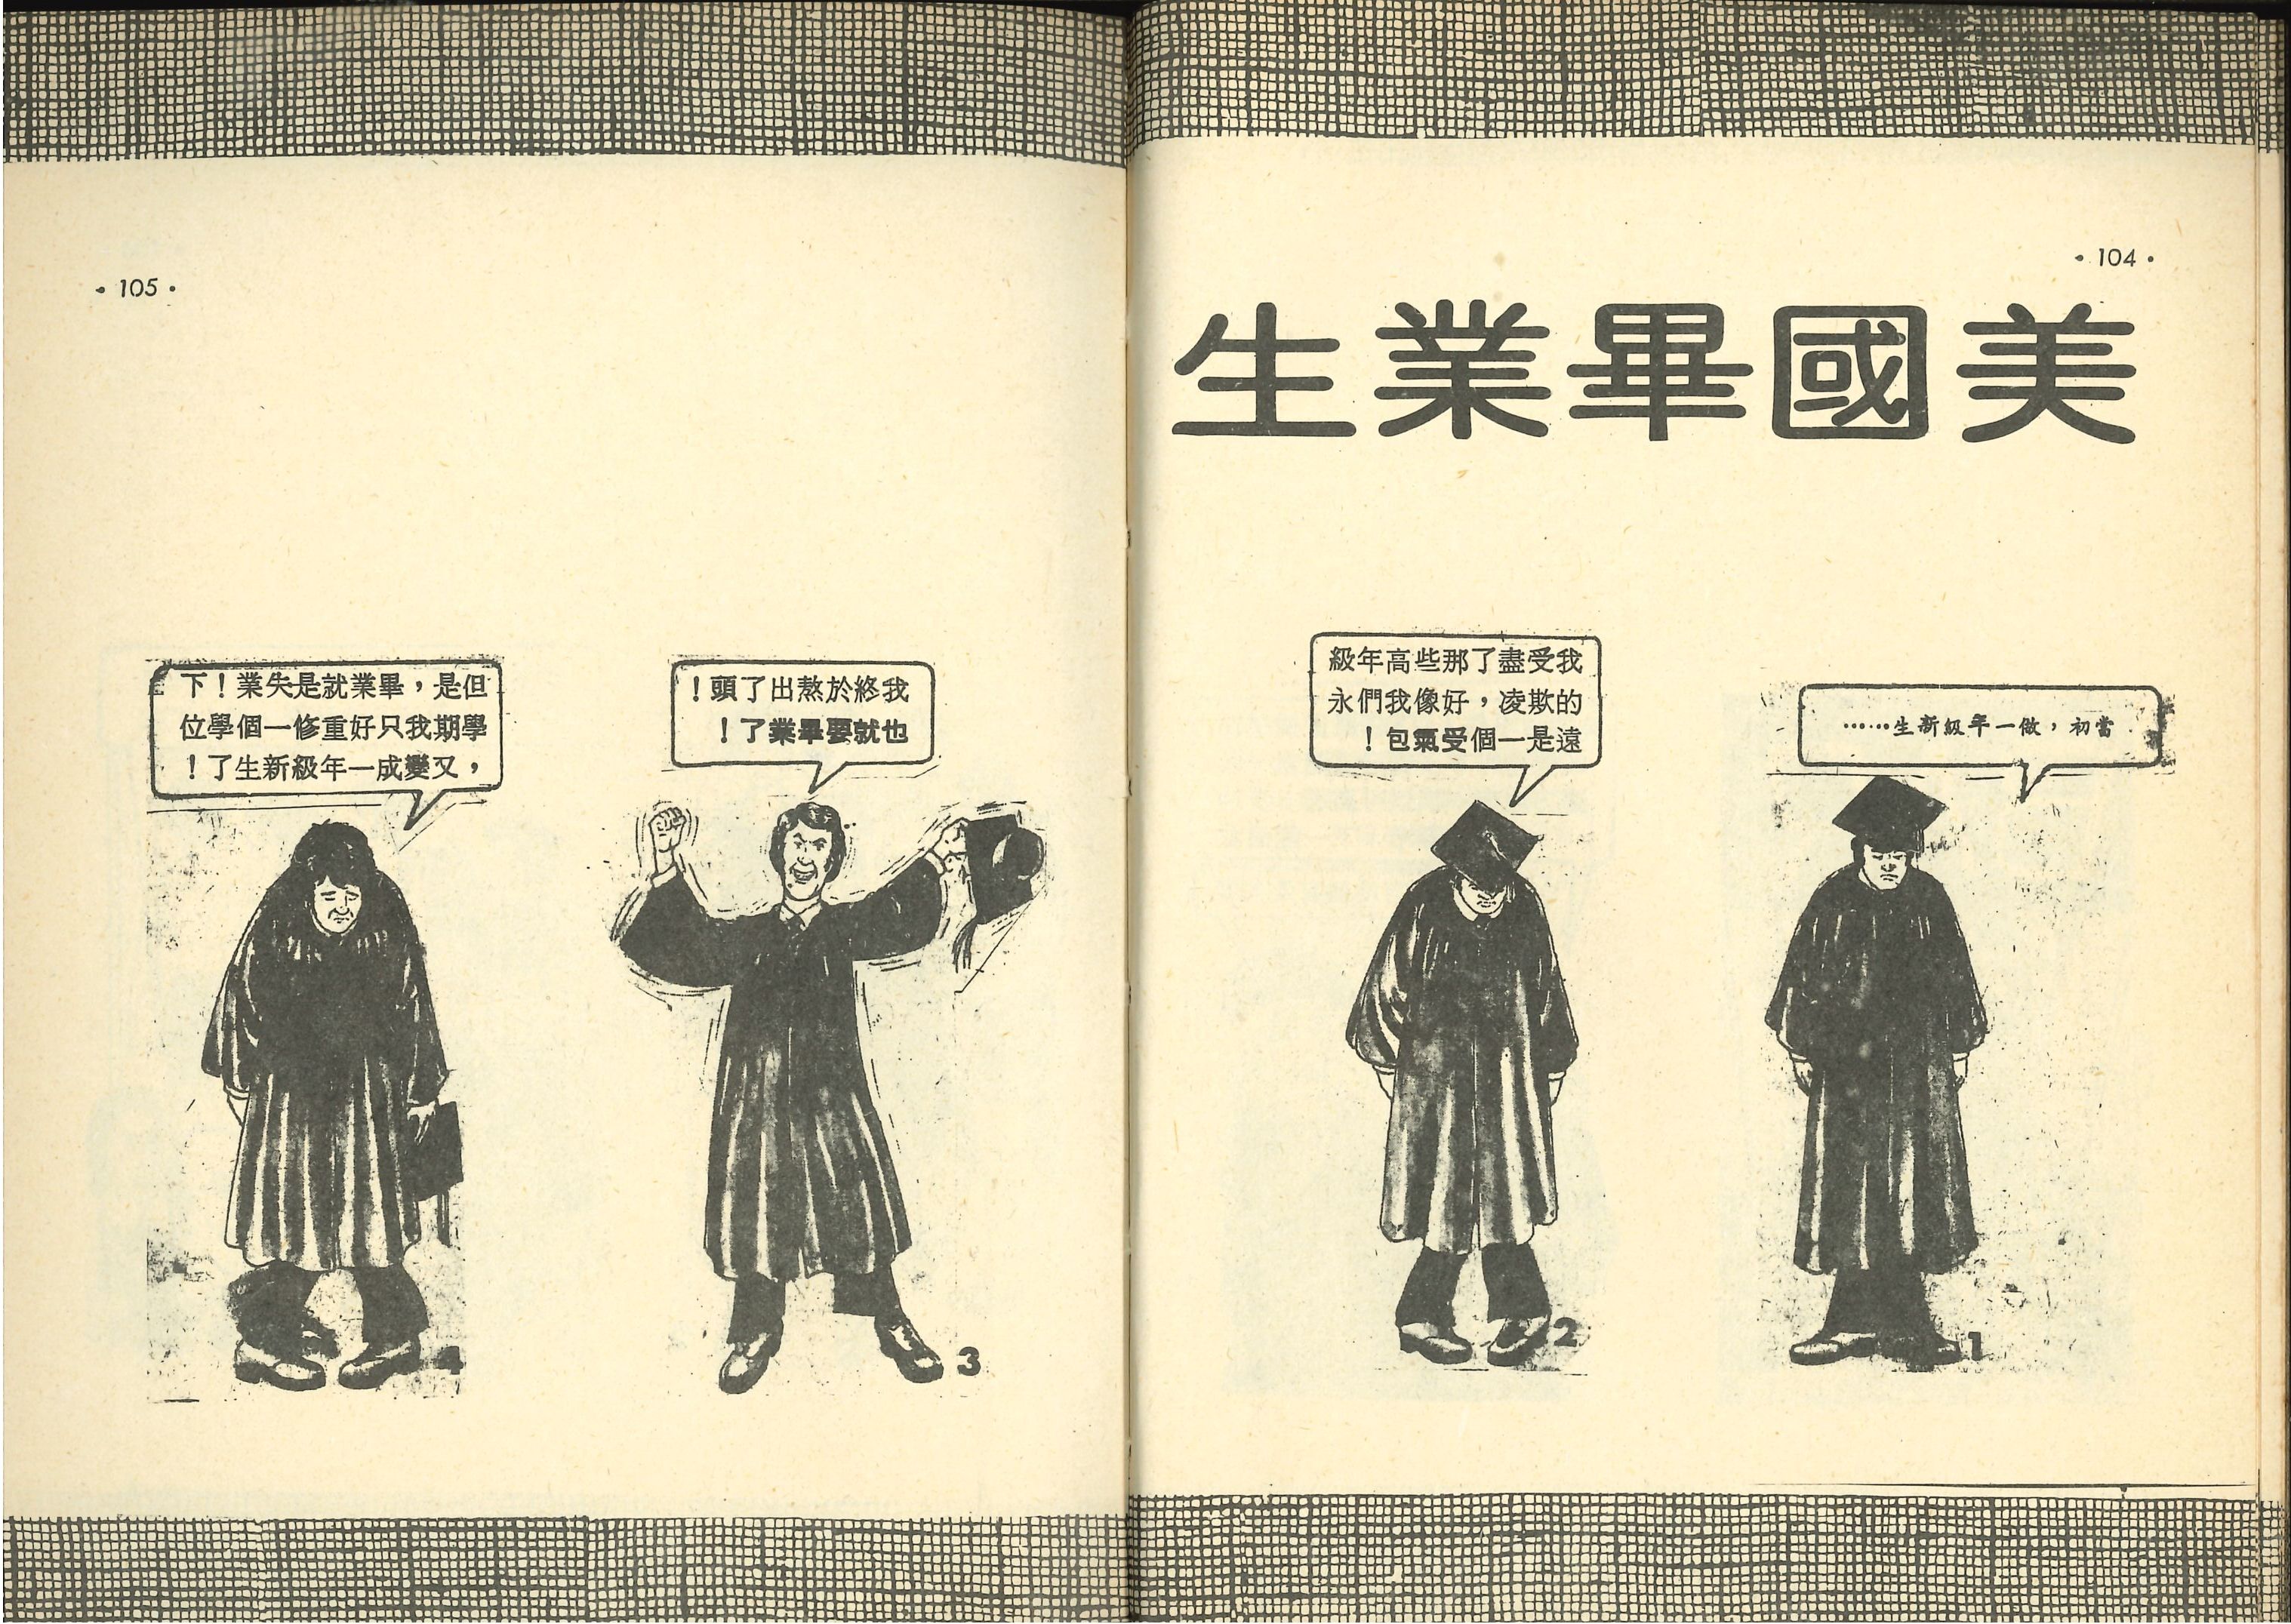 ·104·
美國畢業生
當初，做一年級新生……
1
我受盡了那些高年級
的欺凌，好像我們永
遠是一個受氣包！
2
·105·
我終於熬出了頭！
也就要畢業了！
3
但是，畢業就是失業！下
學期我只好重修一個學位
，又變成一年級新生了！
4